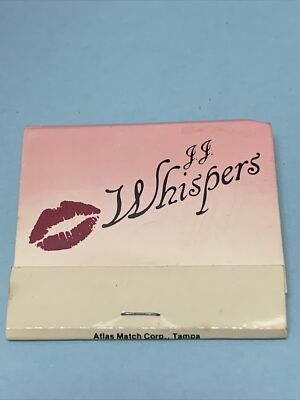 J.J.
Whispers
Atlas Match Corp., Tampa